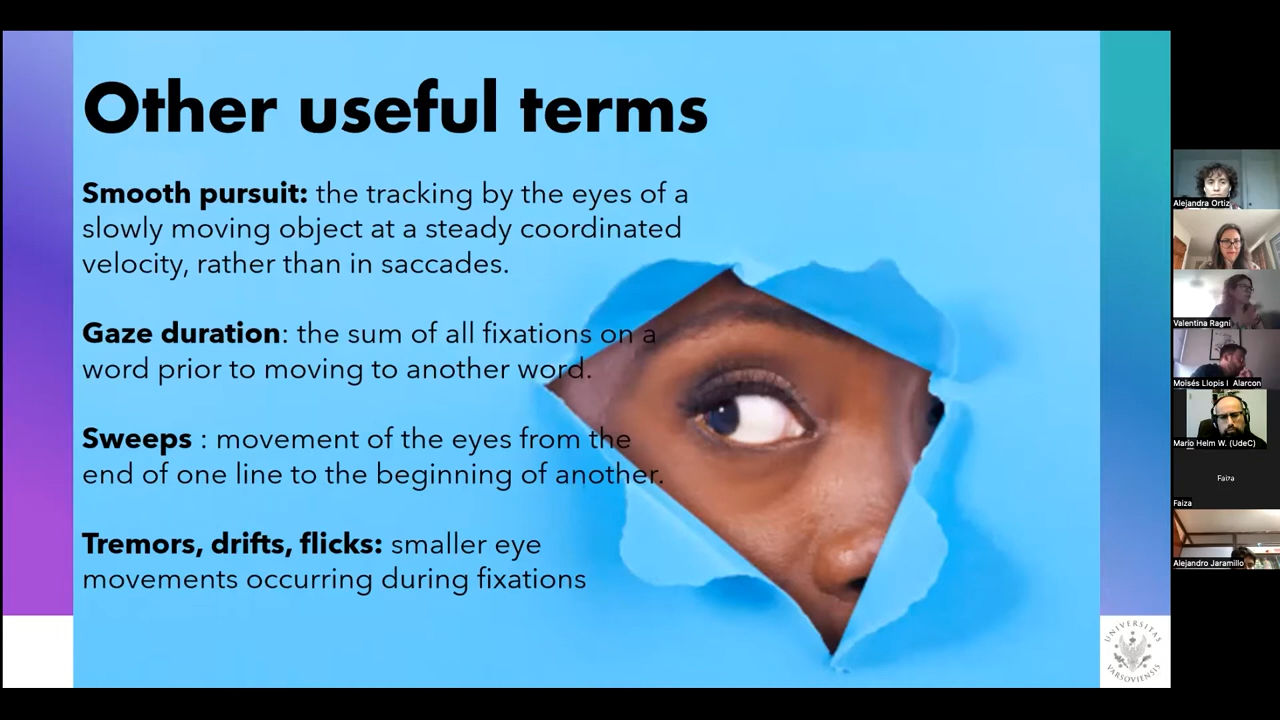 Other useful terms
Smooth pursuit: the tracking by the eyes of a
slowly moving object at a steady coordinated
velocity, rather than in saccades.
Gaze duration: the sum of all fixations on a
word prior to moving to another word.
Sweeps : movement of the eyes from the
end of one line to the beginning of another.
Tremors, drifts, flicks: smaller eye
movements occurring during fixations
UNIVERSITAS
VARSOVIENSIS
Alejandra Ortiz
Valentina Ragni
Moisés Llopis I Alarcon
Mario Helm W. (UdeC)
Faiza
Faiza
Alejandro Jaramillo